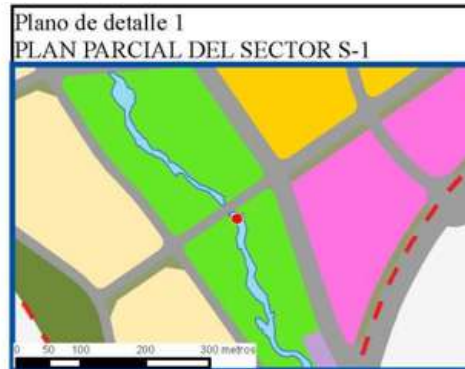 Plano de detalle 1
PLAN PARCIAL DEL SECTOR S-1
0 50 100 200 300 metros